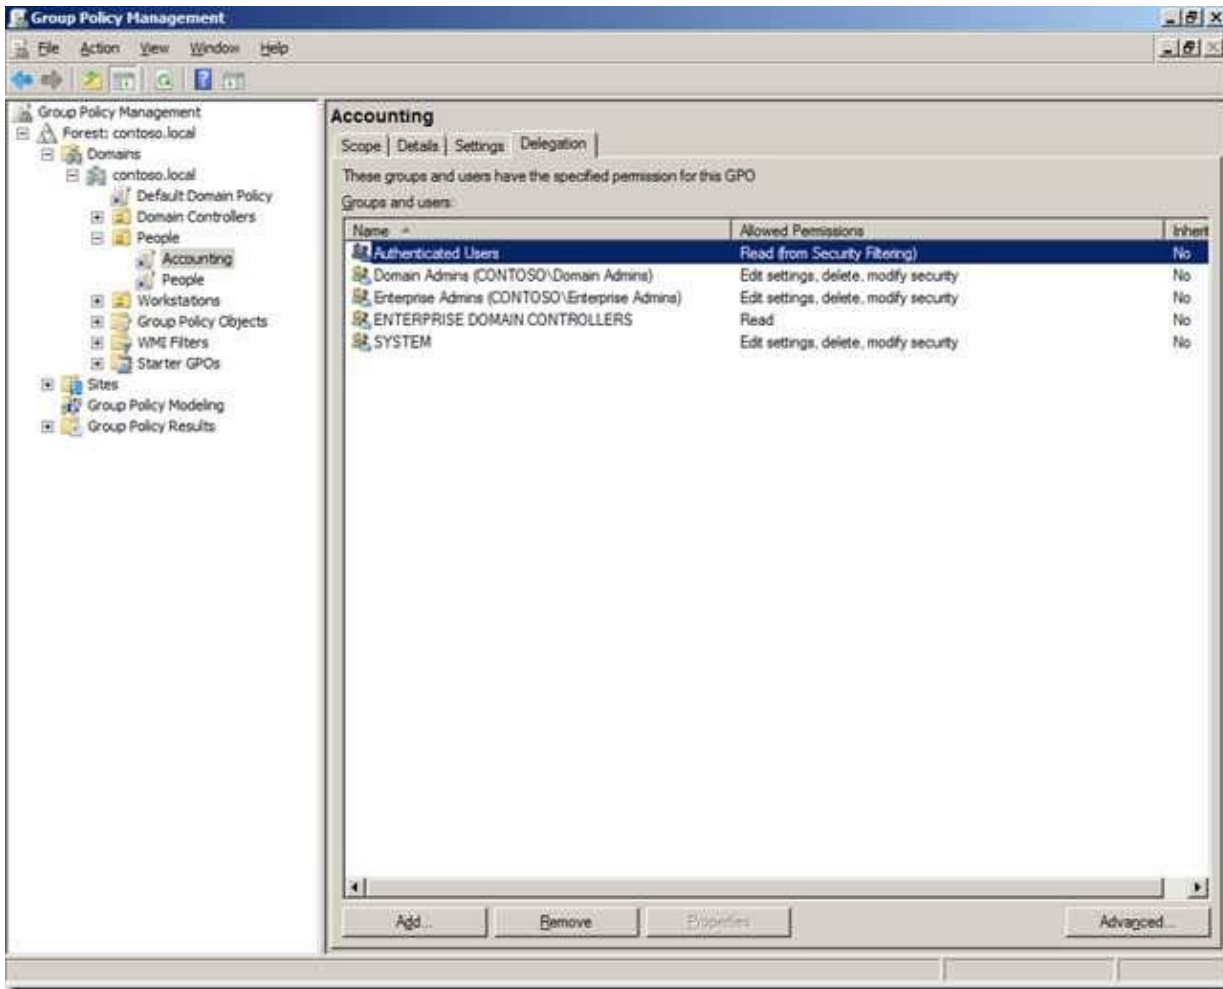 Group Policy Management
File Action View Window Help
Group Policy Management
Forest: contoso.local
Domains
contoso.local
Default Domain Policy
Domain Controllers
People
Accounting
People
Workstations
Group Policy Objects
WMI Filters
Starter GPOs
Sites
Group Policy Modeling
Group Policy Results
Accounting
Scope Details Settings Delegation
These groups and users have the specified permission for this GPO
Groups and users:
Name Allowed Permissions Inherit
Authenticated Users Read (from Security Filtering) No
Domain Admins (CONTOSO\Domain Admins) Edit settings, delete, modify security No
Enterprise Admins (CONTOSO\Enterprise Admins) Edit settings, delete, modify security No
ENTERPRISE DOMAIN CONTROLLERS Read No
SYSTEM Edit settings, delete, modify security No
Add... Remove Properties Advanced...